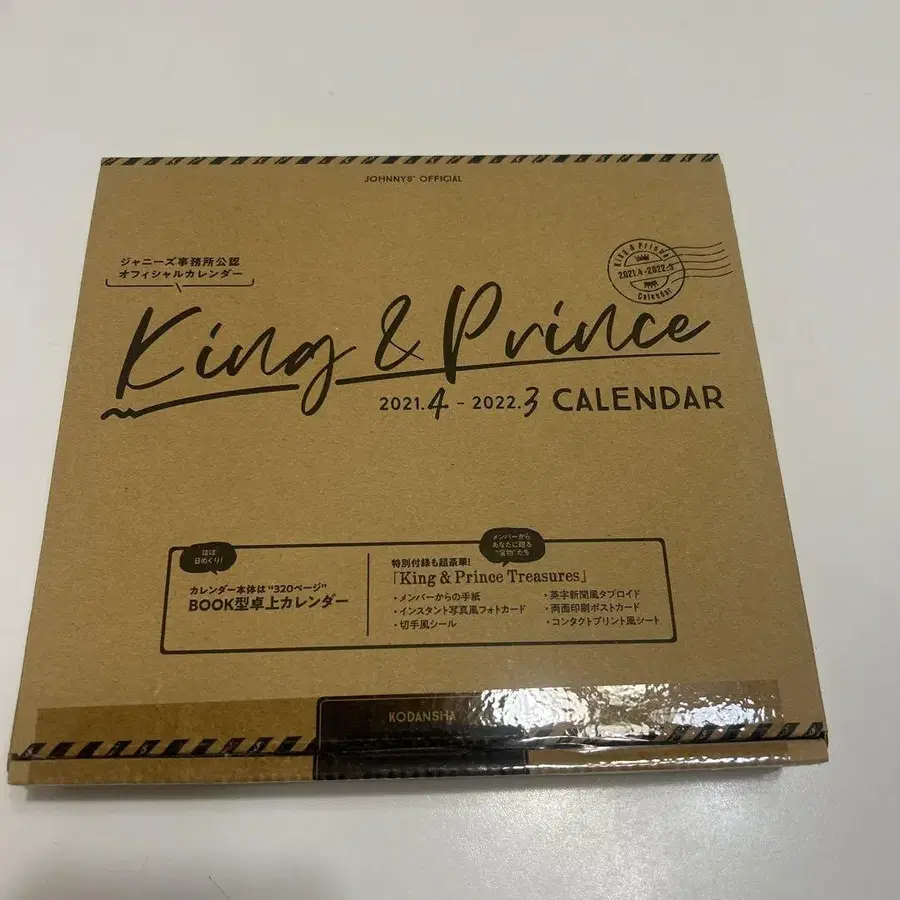 JOHNNYS' OFFICIAL
ジャニーズ事務所公認
オフィシャルカレンダー
King & Prince
2021.4-2022.3
Calendar
King & Prince
2021.4 - 2022.3 CALENDAR
ほぼ
日めくり!
カレンダー本体は"320ページ"
BOOK型卓上カレンダー
メンバーから
あなたに贈る
"宝物"たち
特別付録も超豪華!
「King & Prince Treasures」
・メンバーからの手紙
・インスタント写真風フォトカード
・切手風シール
・英字新聞風タブロイド
・両面印刷ポストカード
・コンタクトプリント風シート
KODANSHA